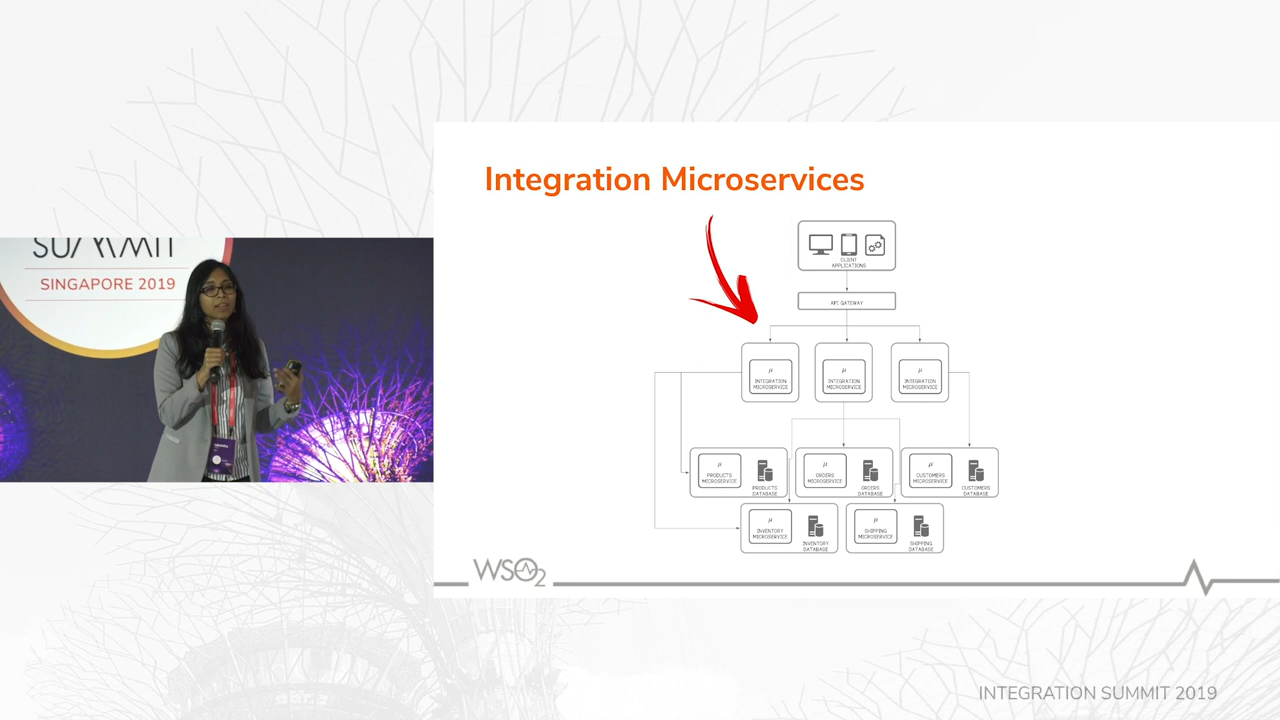 Integration Microservices
CLIENT
APPLICATIONS
API GATEWAY
μ
INTEGRATION
MICROSERVICE
μ
INTEGRATION
MICROSERVICE
μ
INTEGRATION
MICROSERVICE
μ
PRODUCTS
MICROSERVICE
PRODUCTS
DATABASE
μ
ORDERS
MICROSERVICE
ORDERS
DATABASE
μ
CUSTOMERS
MICROSERVICE
CUSTOMERS
DATABASE
μ
INVENTORY
MICROSERVICE
INVENTORY
DATABASE
μ
SHIPPING
MICROSERVICE
SHIPPING
DATABASE
WSO2
SUMMIT
SINGAPORE 2019
INTEGRATION SUMMIT 2019